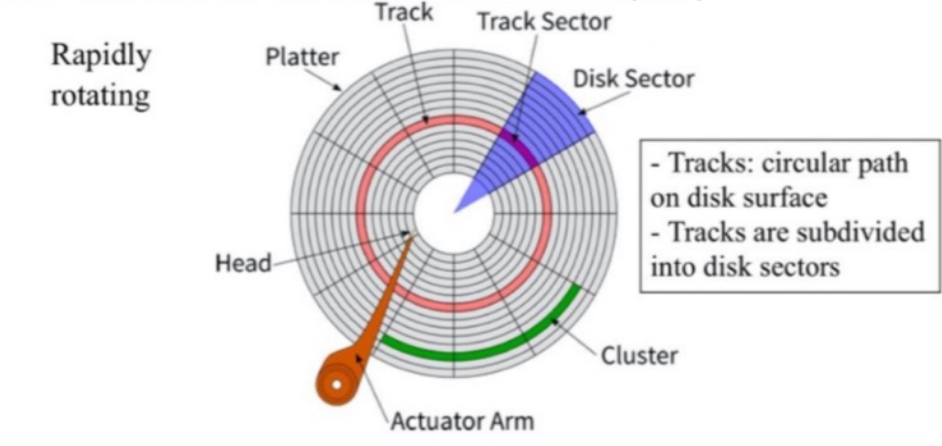 Track
Track Sector
Rapidly
rotating
Platter
Disk Sector
- Tracks: circular path
on disk surface
- Tracks are subdivided
into disk sectors
Head
Cluster
Actuator Arm